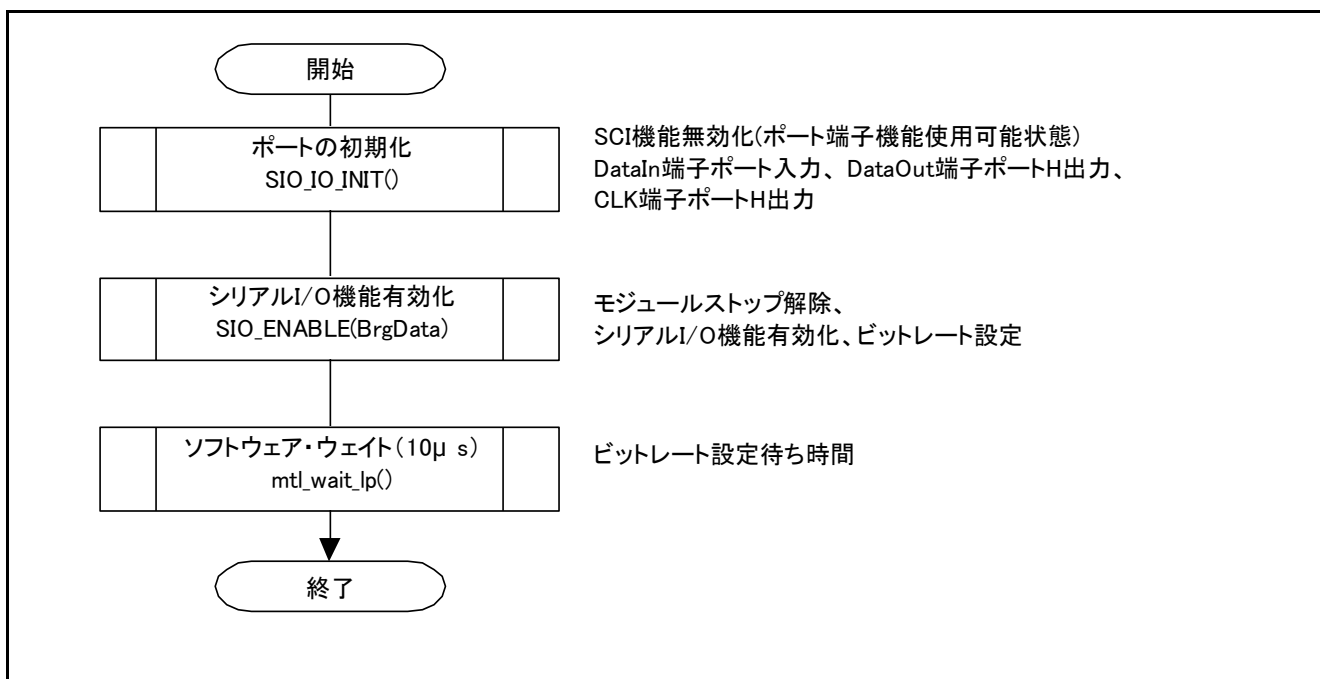 開始
ポートの初期化
SIO_IO_INIT()
SCI機能無効化(ポート端子機能使用可能状態)
DataIn端子ポート入力、DataOut端子ポートH出力、
CLK端子ポートH出力
シリアルI/O機能有効化
SIO_ENABLE(BrgData)
モジュールストップ解除、
シリアルI/O機能有効化、ビットレート設定
ソフトウェア・ウェイト(10μ s)
mtl_wait_lp()
ビットレート設定待ち時間
終了